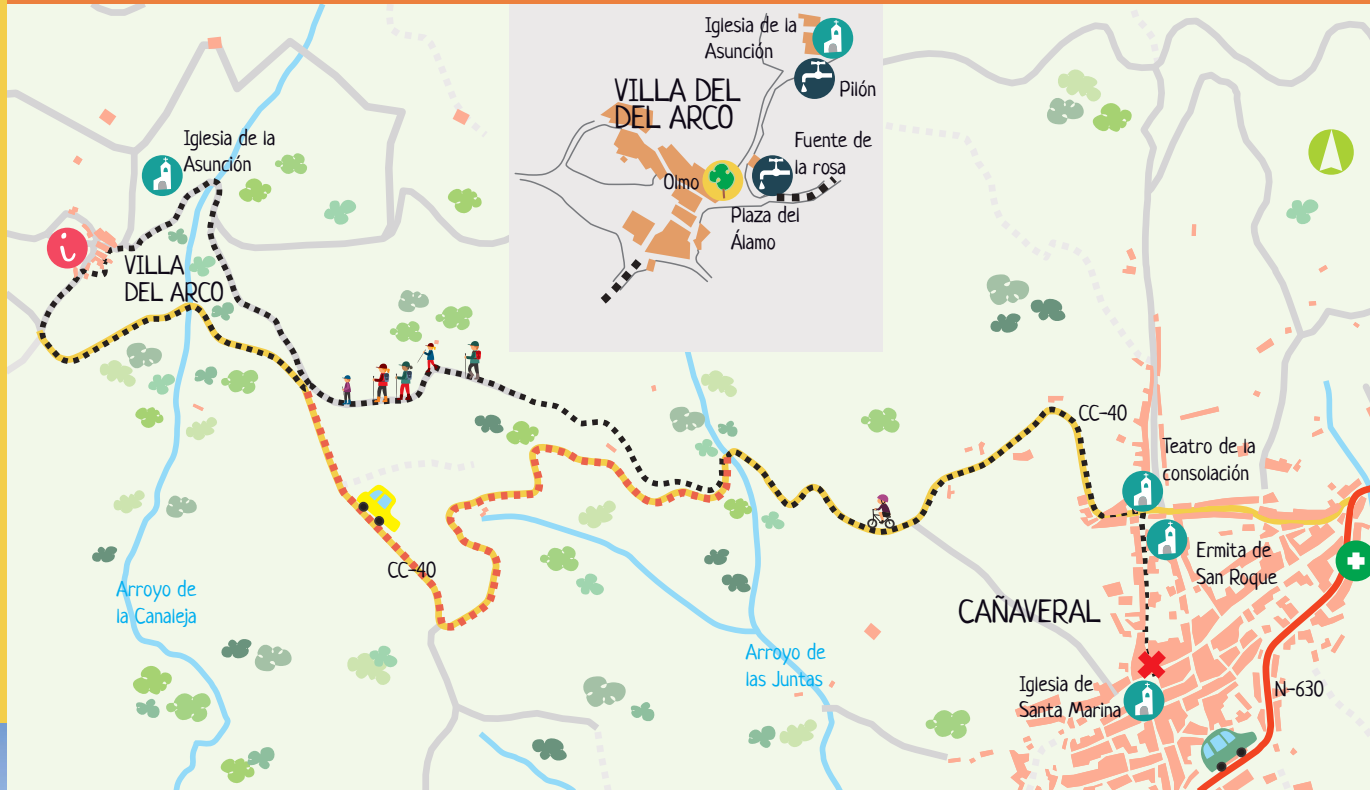 Iglesia de la
Asunción
Pilón
VILLA DEL
DEL ARCO
Fuente de
la rosa
Olmo
Plaza del
Álamo
Iglesia de la
Asunción
i
VILLA
DEL ARCO
CC-40
Teatro de la
consolación
Ermita de
San Roque
CC-40
Arroyo de
la Canaleja
CAÑAVERAL
Arroyo de
las Juntas
Iglesia de
Santa Marina
N-630